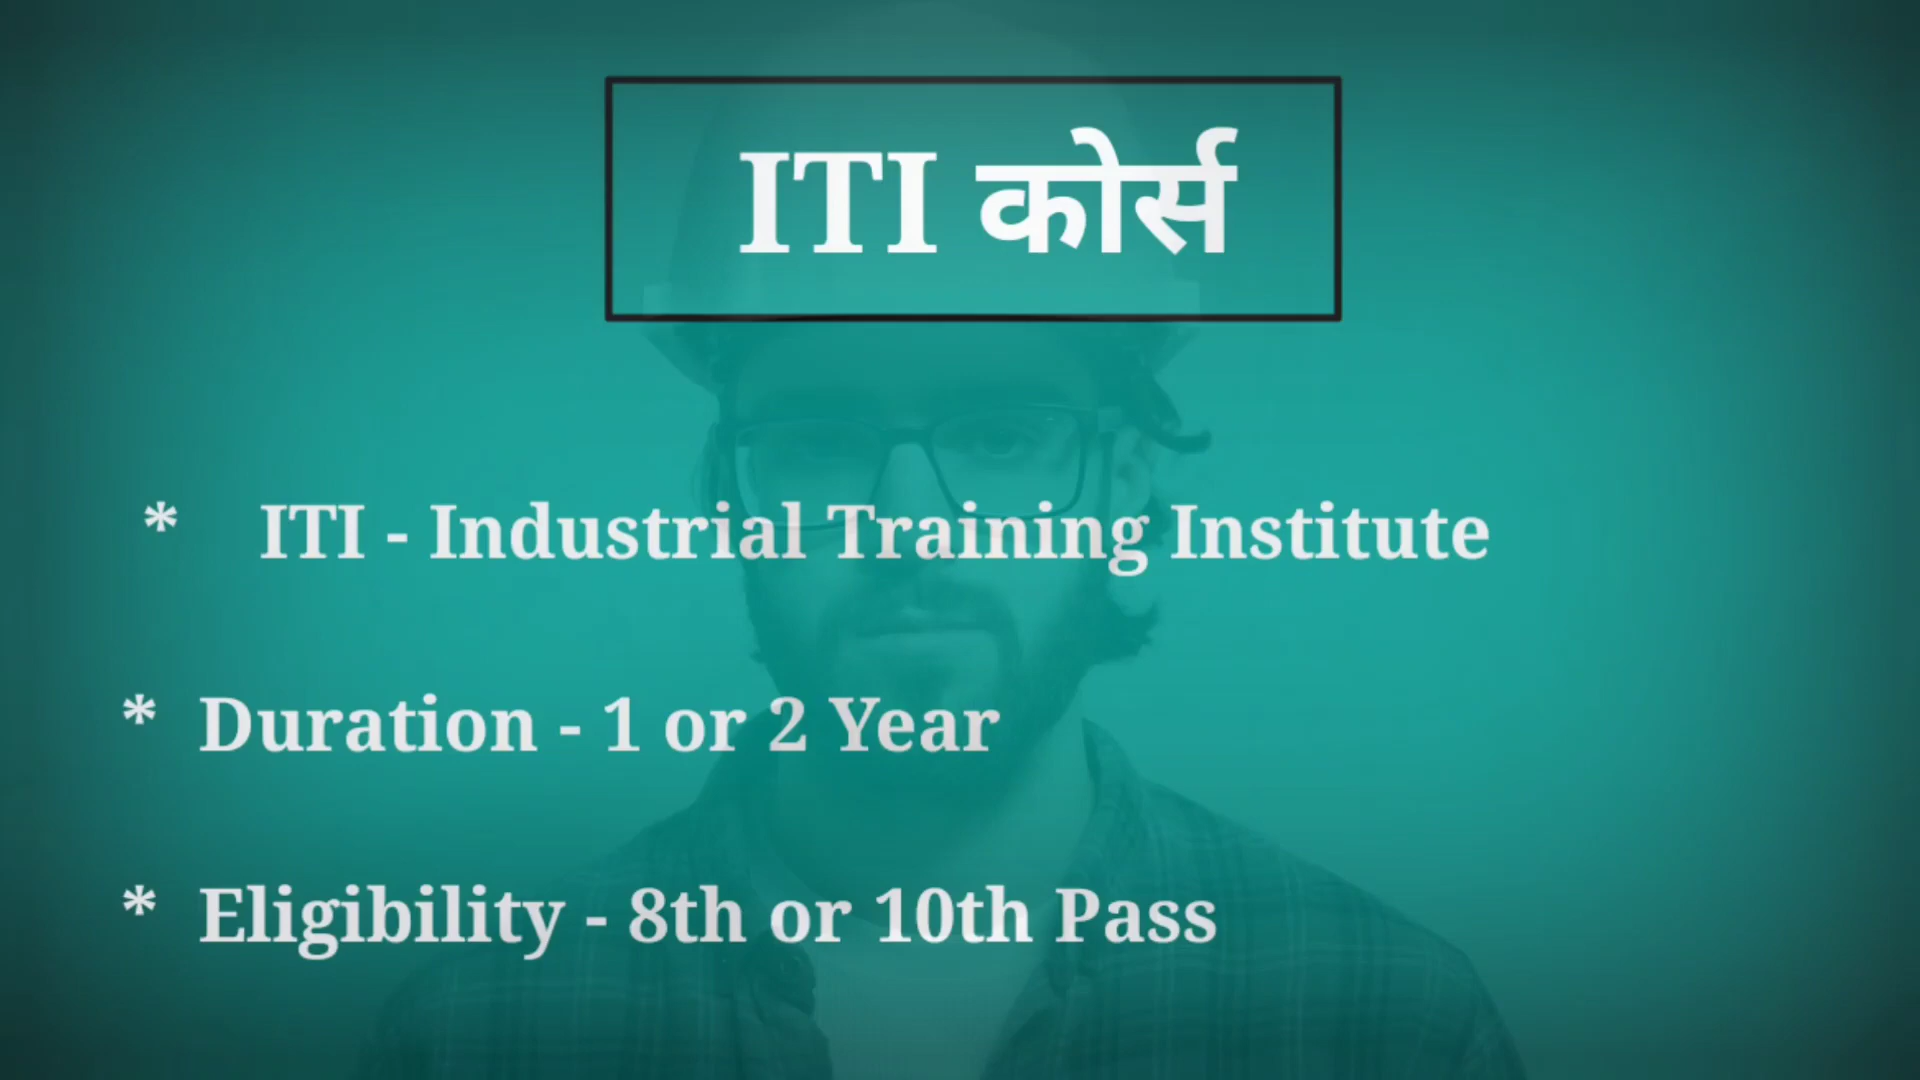 ITI कोर्स
* ITI - Industrial Training Institute
* Duration - 1 or 2 Year
* Eligibility - 8th or 10th Pass